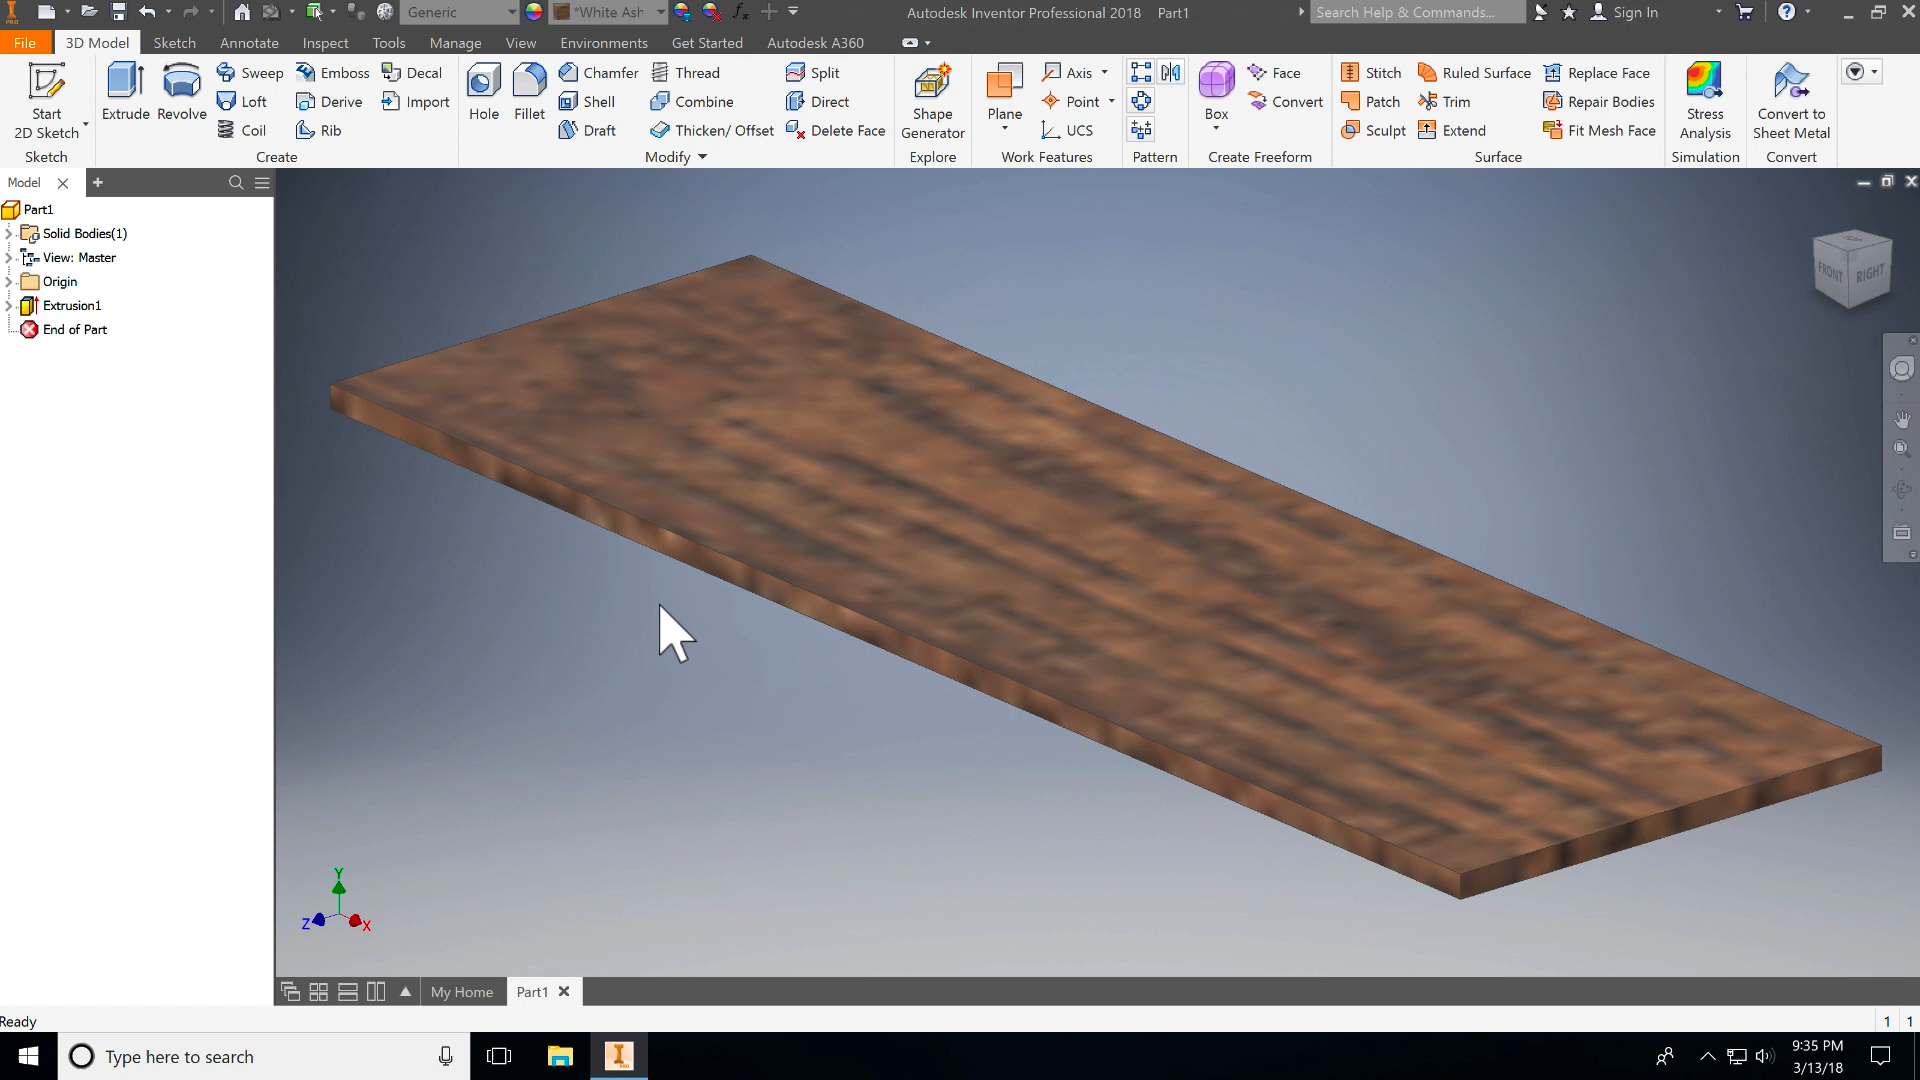 Generic *White Ash Autodesk Inventor Professional 2018 Part1 Search Help & Commands... Sign In
File 3D Model Sketch Annotate Inspect Tools Manage View Environments Get Started Autodesk A360
Start 2D Sketch
Sketch
Extrude Revolve
Sweep Emboss Decal
Loft Derive Import
Coil Rib
Create
Hole Fillet
Chamfer Thread Split
Shell Combine Direct
Draft Thicken/ Offset Delete Face
Modify
Shape Generator
Explore
Plane
Axis
Point
UCS
Work Features
Pattern
Box
Face
Convert
Create Freeform
Stitch Ruled Surface Replace Face
Patch Trim Repair Bodies
Sculpt Extend Fit Mesh Face
Surface
Stress Analysis
Simulation
Convert to Sheet Metal
Convert
Model
Part1
Solid Bodies(1)
View: Master
Origin
Extrusion1
End of Part
TOP
FRONT RIGHT
Y
Z X
My Home Part1
Ready 1 1
Type here to search
9:35 PM
3/13/18